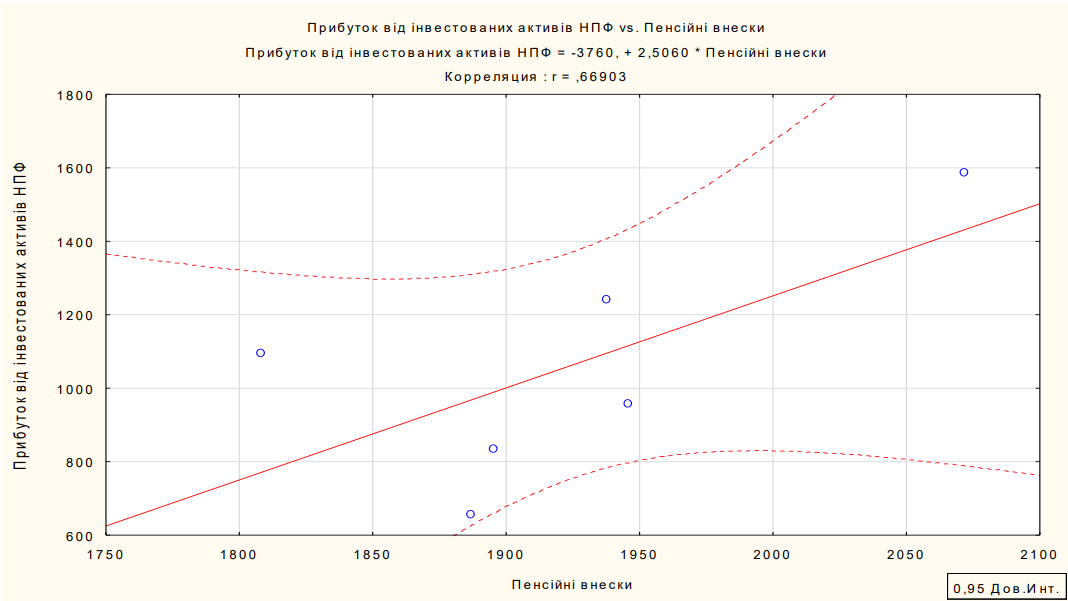 Прибуток від інвестованих активів НПФ vs. Пенсійні внески
Прибуток від інвестованих активів НПФ = -3760, + 2,5060 * Пенсійні внески
Корреляция : r = ,66903
1800
1600
1400
1200
1000
800
600
Прибуток від інвестованих активів НПФ
1750 1800 1850 1900 1950 2000 2050 2100
Пенсійні внески
0,95 Дов.Инт.